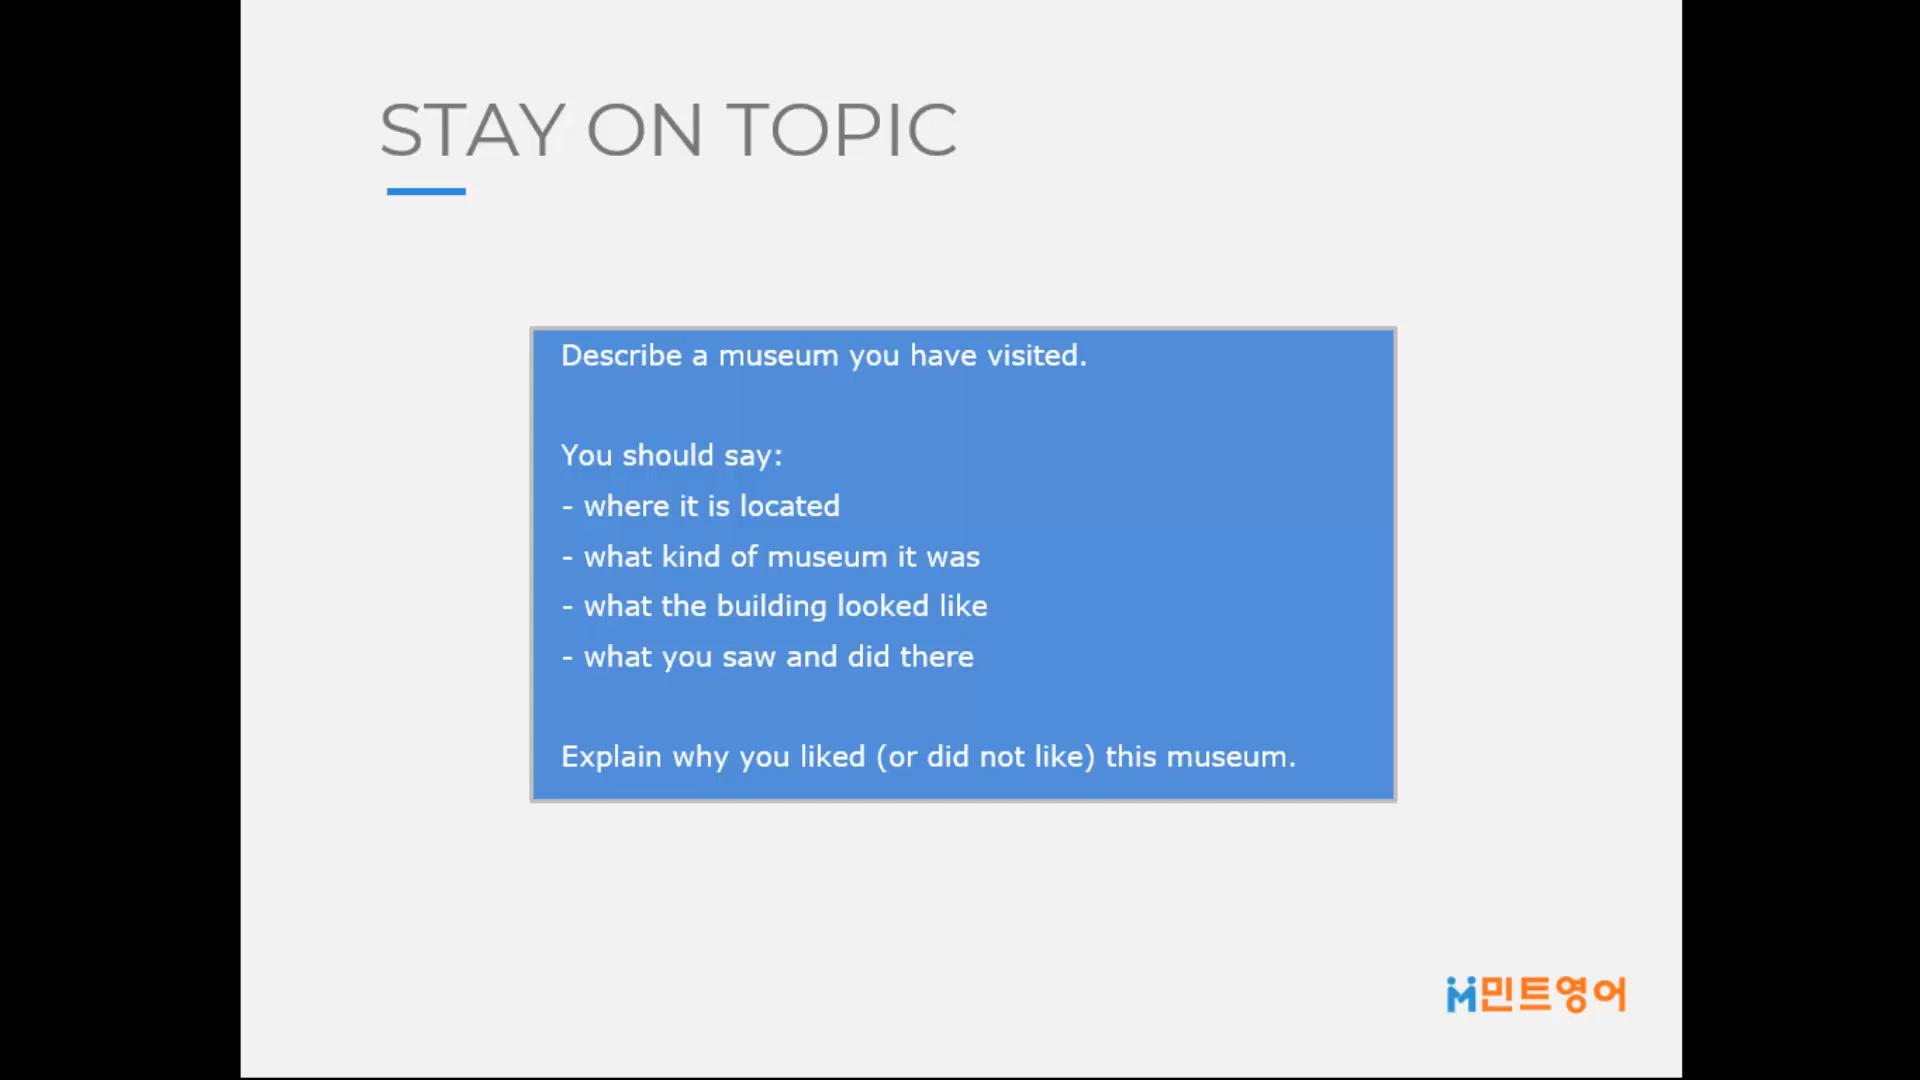 STAY ON TOPIC
Describe a museum you have visited.
You should say:
- where it is located
- what kind of museum it was
- what the building looked like
- what you saw and did there
Explain why you liked (or did not like) this museum.
민트영어